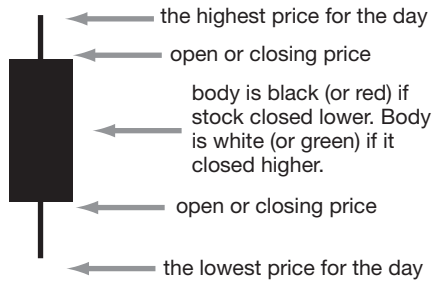 the highest price for the day
open or closing price
body is black (or red) if
stock closed lower. Body
is white (or green) if it
closed higher.
open or closing price
the lowest price for the day